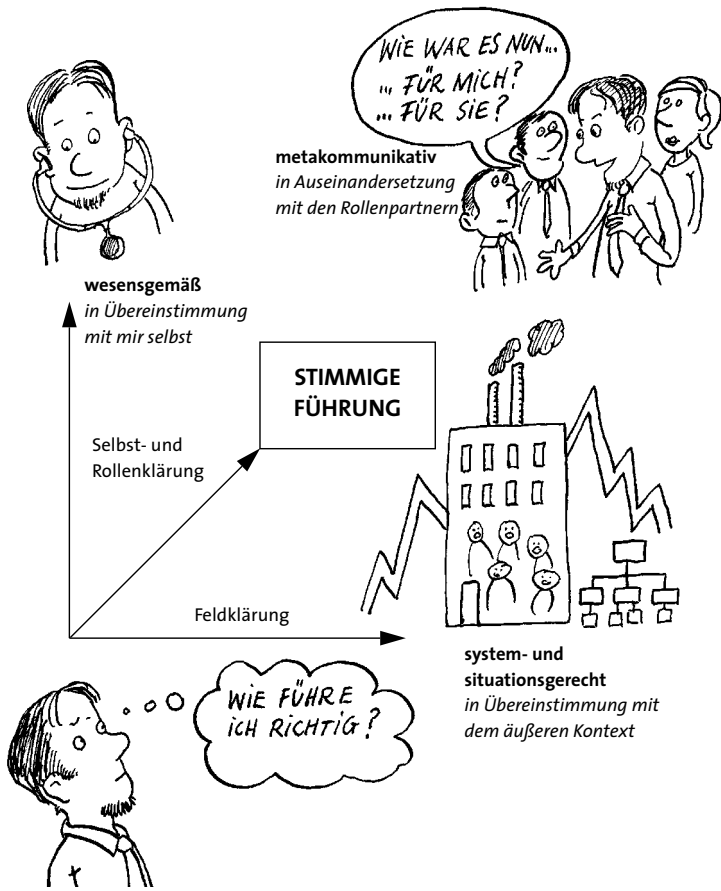 WIE WAR ES NUN...
... FÜR MICH?
... FÜR SIE?
metakommunikativ
in Auseinandersetzung
mit den Rollenpartnern
wesensgemäß
in Übereinstimmung
mit mir selbst
STIMMIGE
FÜHRUNG
Selbst- und
Rollenklärung
Feldklärung
system- und
situationsgerecht
in Übereinstimmung mit
dem äußeren Kontext
WIE FÜHRE
ICH RICHTIG?